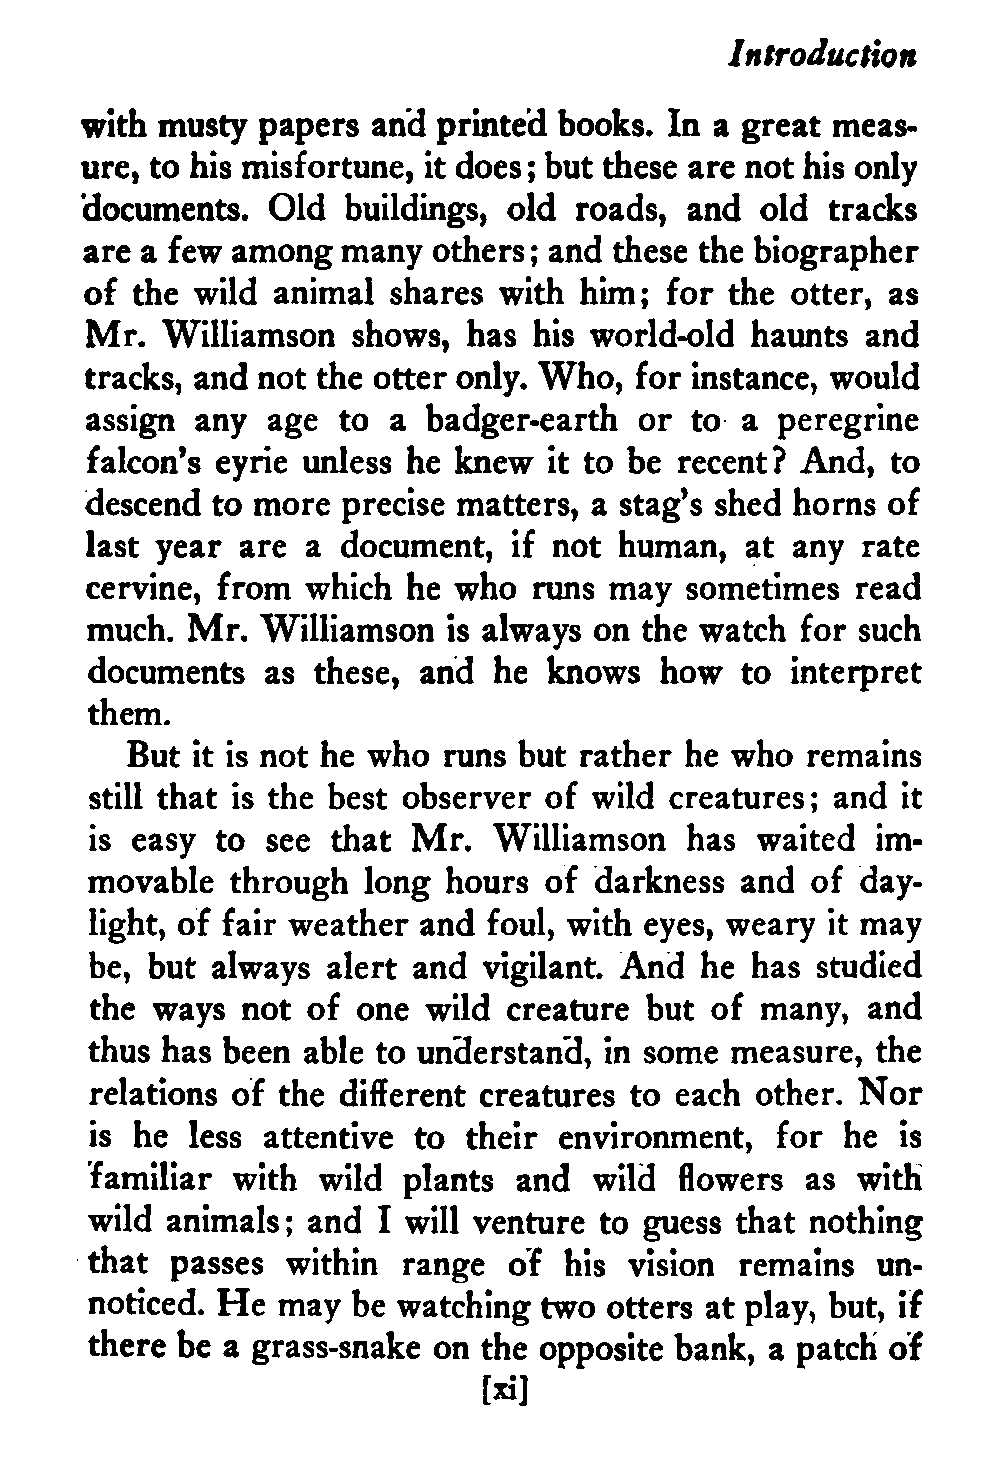 Introduction
with musty papers and printed books. In a great meas-
ure, to his misfortune, it does; but these are not his only
documents. Old buildings, old roads, and old tracks
are a few among many others; and these the biographer
of the wild animal shares with him; for the otter, as
Mr. Williamson shows, has his world-old haunts and
tracks, and not the otter only. Who, for instance, would
assign any age to a badger-earth or to a peregrine
falcon's eyrie unless he knew it to be recent? And, to
descend to more precise matters, a stag's shed horns of
last year are a document, if not human, at any rate
cervine, from which he who runs may sometimes read
much. Mr. Williamson is always on the watch for such
documents as these, and he knows how to interpret
them.
But it is not he who runs but rather he who remains
still that is the best observer of wild creatures; and it
is easy to see that Mr. Williamson has waited im-
movable through long hours of darkness and of day-
light, of fair weather and foul, with eyes, weary it may
be, but always alert and vigilant. And he has studied
the ways not of one wild creature but of many, and
thus has been able to understand, in some measure, the
relations of the different creatures to each other. Nor
is he less attentive to their environment, for he is
familiar with wild plants and wild flowers as with
wild animals; and I will venture to guess that nothing
that passes within range of his vision remains un-
noticed. He may be watching two otters at play, but, if
there be a grass-snake on the opposite bank, a patch of
[xi]